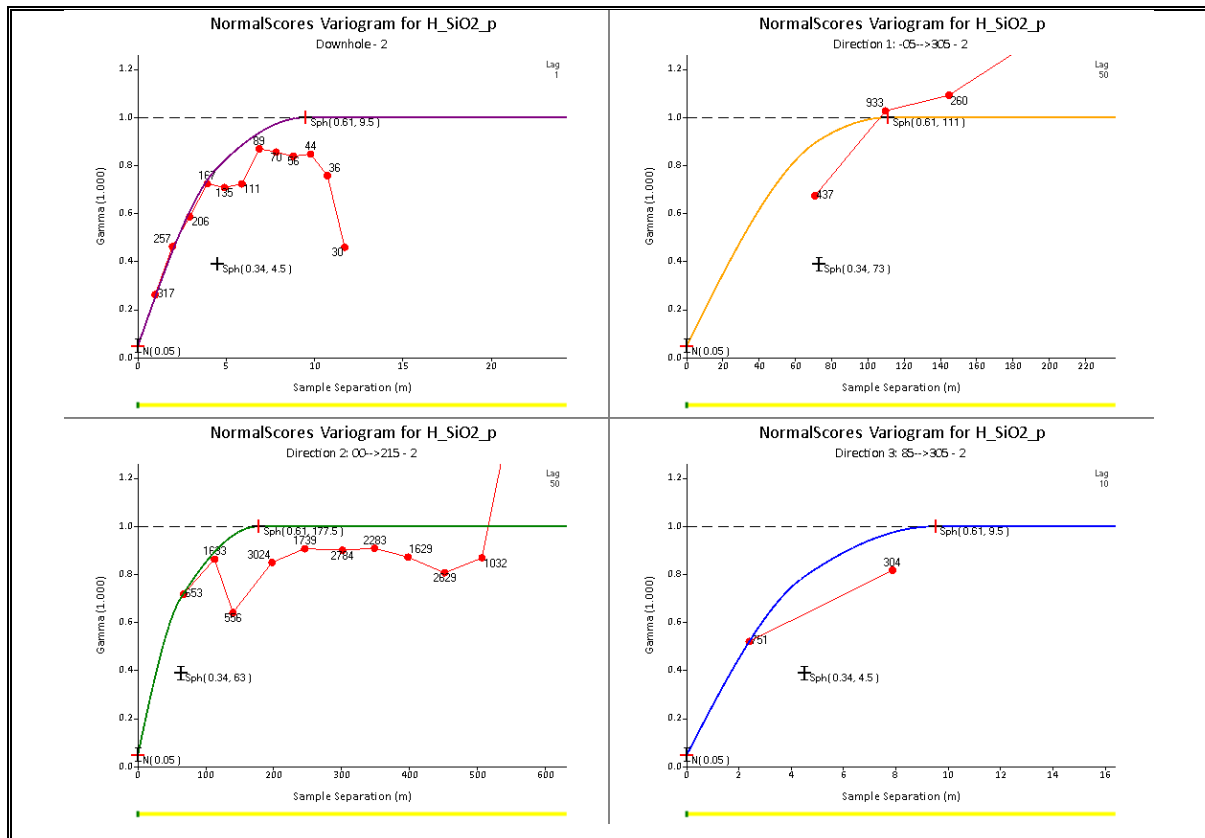 NormalScores Variogram for H_SiO2_p
Downhole - 2
Lag
1
1.2
1.0
0.8
0.6
0.4
0.2
0.0
Gamma (1.000)
Sph( 0.61, 9.5 )
89
70
56
44
36
167
135
111
206
257
317
30
Sph( 0.34, 4.5 )
N( 0.05 )
0
5
10
15
20
Sample Separation (m)
NormalScores Variogram for H_SiO2_p
Direction 1: -05-->305 - 2
Lag
50
1.2
1.0
0.8
0.6
0.4
0.2
0.0
Gamma (1.000)
933
260
Sph( 0.61, 111 )
437
Sph( 0.34, 73 )
N( 0.05 )
0 20 40 60 80 100 120 140 160 180 200 220
Sample Separation (m)
NormalScores Variogram for H_SiO2_p
Direction 2: 00-->215 - 2
Lag
50
1.2
1.0
0.8
0.6
0.4
0.2
0.0
Gamma (1.000)
Sph( 0.61, 177.5 )
3024
1739
2784
2283
1629
2629
1032
653
556
Sph( 0.34, 63 )
N( 0.05 )
0 100 200 300 400 500 600
Sample Separation (m)
NormalScores Variogram for H_SiO2_p
Direction 3: 85-->305 - 2
Lag
10
1.2
1.0
0.8
0.6
0.4
0.2
0.0
Gamma (1.000)
Sph( 0.61, 9.5 )
304
751
Sph( 0.34, 4.5 )
N( 0.05 )
0 2 4 6 8 10 12 14 16
Sample Separation (m)